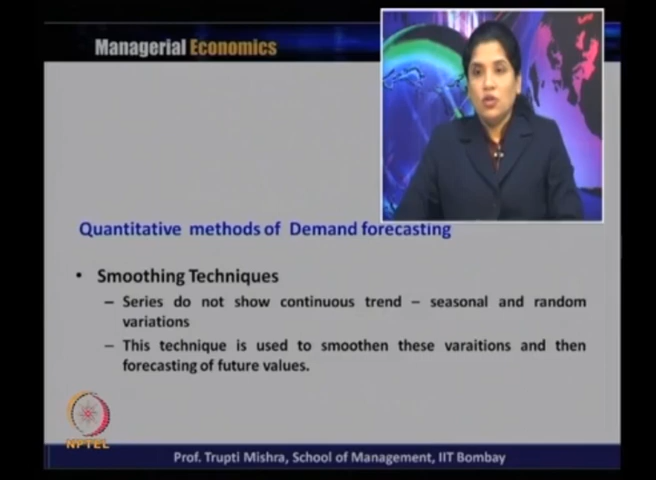 Managerial Economics
Quantitative methods of Demand forecasting
• Smoothing Techniques
– Series do not show continuous trend – seasonal and random
variations
– This technique is used to smoothen these varaitions and then
forecasting of future values.
NPTEL
Prof. Trupti Mishra, School of Management, IIT Bombay